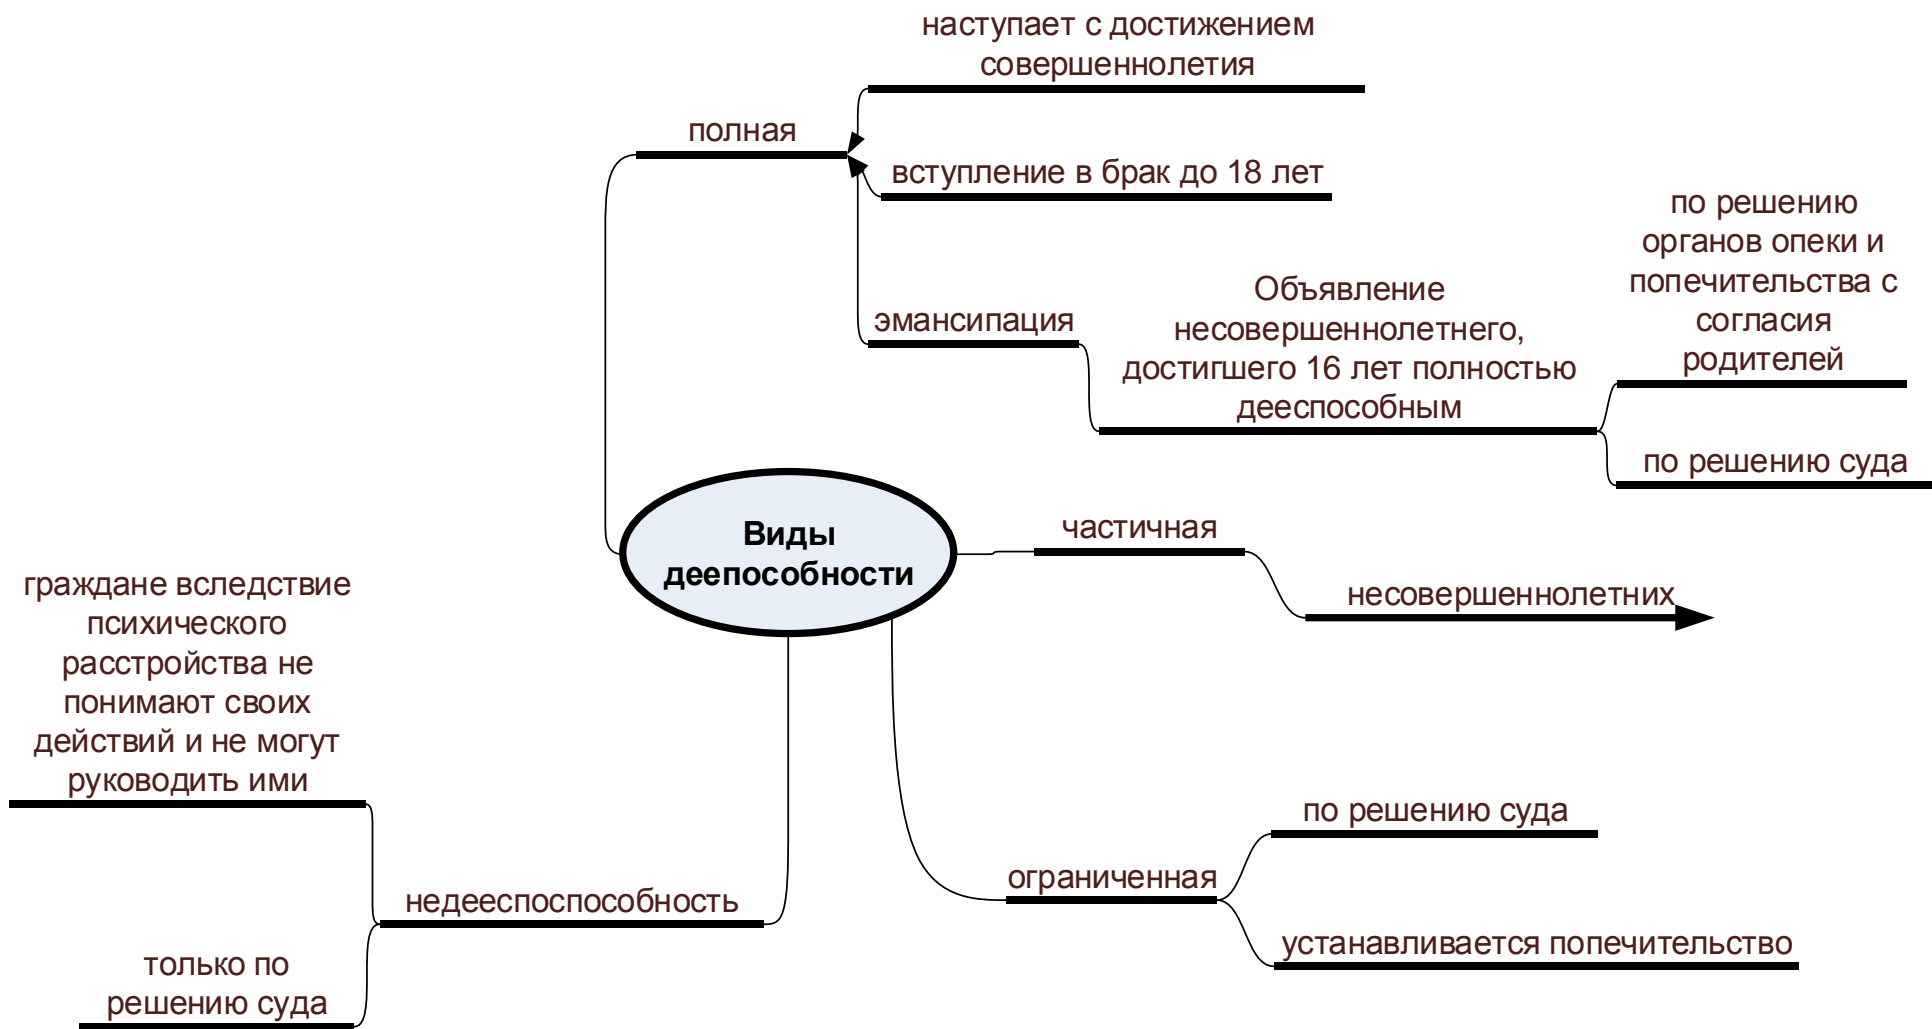 наступает с достижением
совершеннолетия
полная
вступление в брак до 18 лет
эмансипация
Объявление
несовершеннолетнего,
достигшего 16 лет полностью
дееспособным
по решению
органов опеки и
попечительства с
согласия
родителей
по решению суда
Виды
деепособности
частичная
несовершеннолетних
граждане вследствие
психического
расстройства не
понимают своих
действий и не могут
руководить ими
недееспоспособность
только по
решению суда
ограниченная
по решению суда
устанавливается попечительство